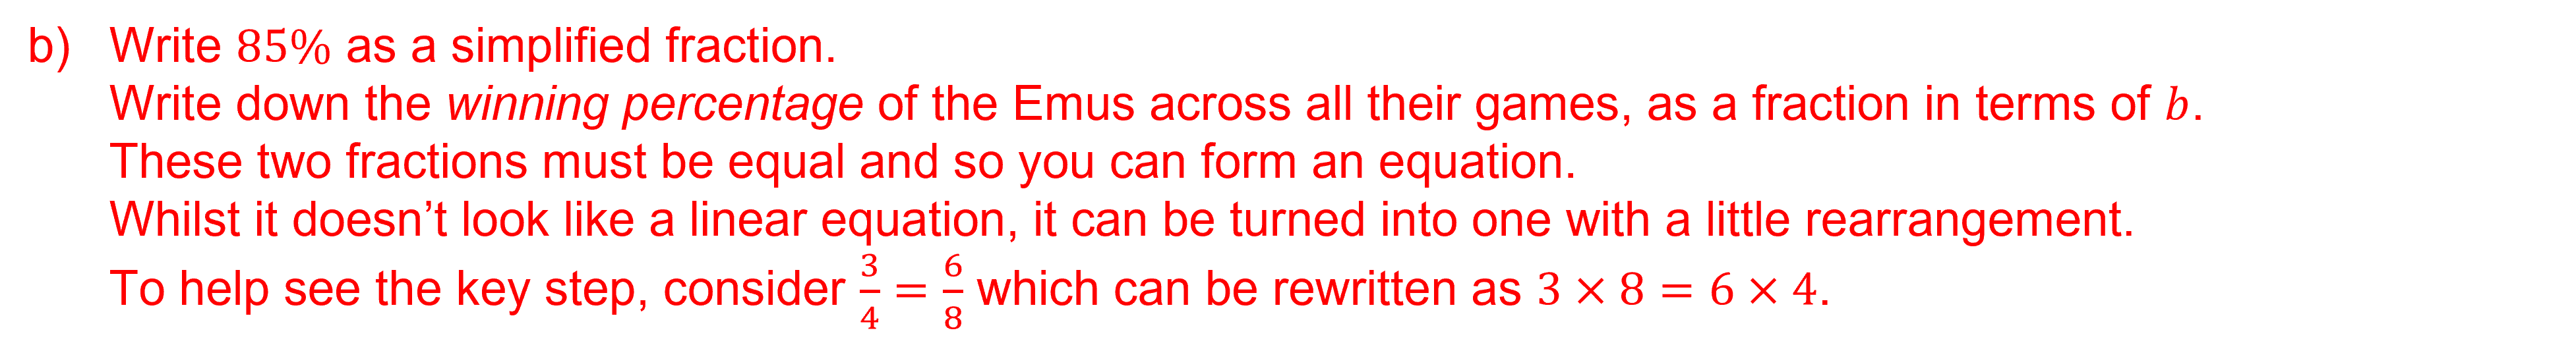 b) Write 85% as a simplified fraction.
Write down the winning percentage of the Emus across all their games, as a fraction in terms of b.
These two fractions must be equal and so you can form an equation.
Whilst it doesn’t look like a linear equation, it can be turned into one with a little rearrangement.
To help see the key step, consider 3/4 = 6/8 which can be rewritten as 3 × 8 = 6 × 4.